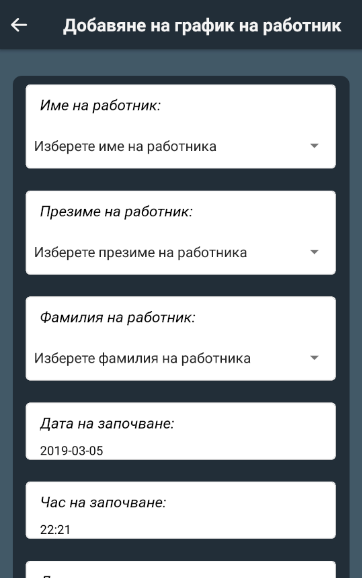 Добавяне на график на работник
Име на работник:
Изберете име на работника
Презиме на работник:
Изберете презиме на работника
Фамилия на работник:
Изберете фамилия на работника
Дата на започване:
2019-03-05
Час на започване:
22:21